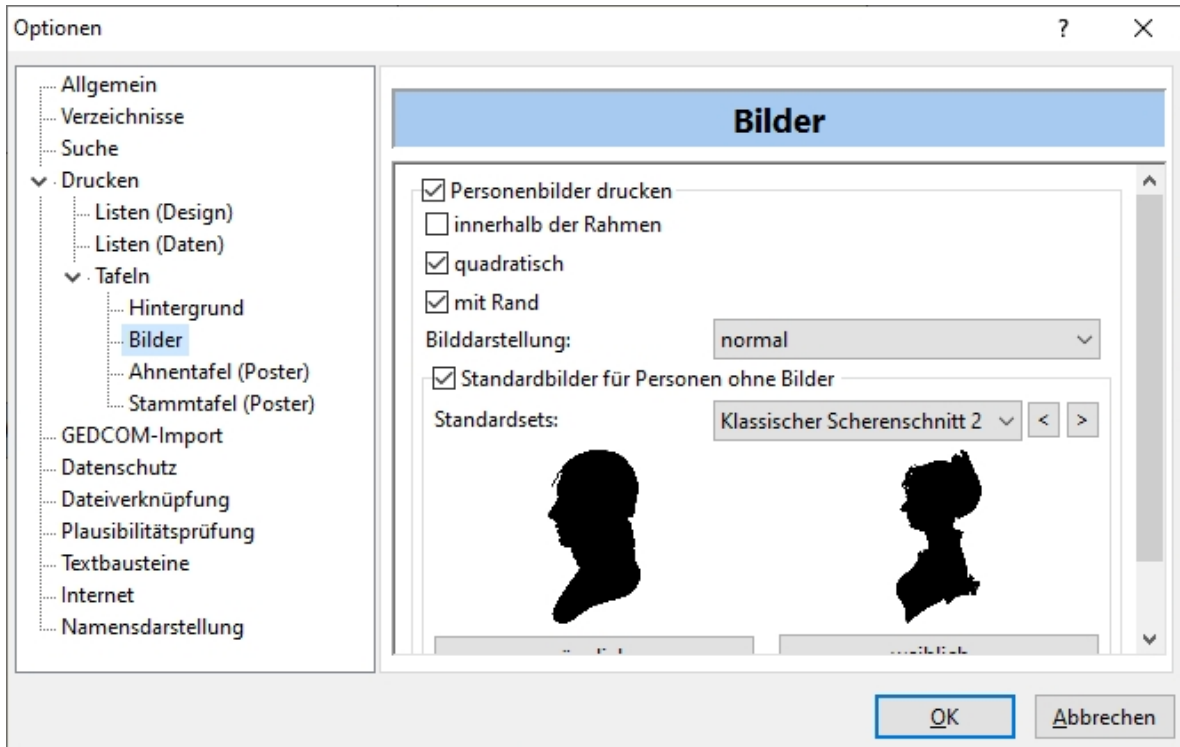 Optionen ? ×
Allgemein
Verzeichnisse
Suche
Drucken
Listen (Design)
Listen (Daten)
Tafeln
Hintergrund
Bilder
Ahnentafel (Poster)
Stammtafel (Poster)
GEDCOM-Import
Datenschutz
Dateiverknüpfung
Plausibilitätsprüfung
Textbausteine
Internet
Namensdarstellung
Bilder
Personenbilder drucken
innerhalb der Rahmen
quadratisch
mit Rand
Bilddarstellung: normal
Standardbilder für Personen ohne Bilder
Standardsets: Klassischer Scherenschnitt 2 < >
OK Abbrechen